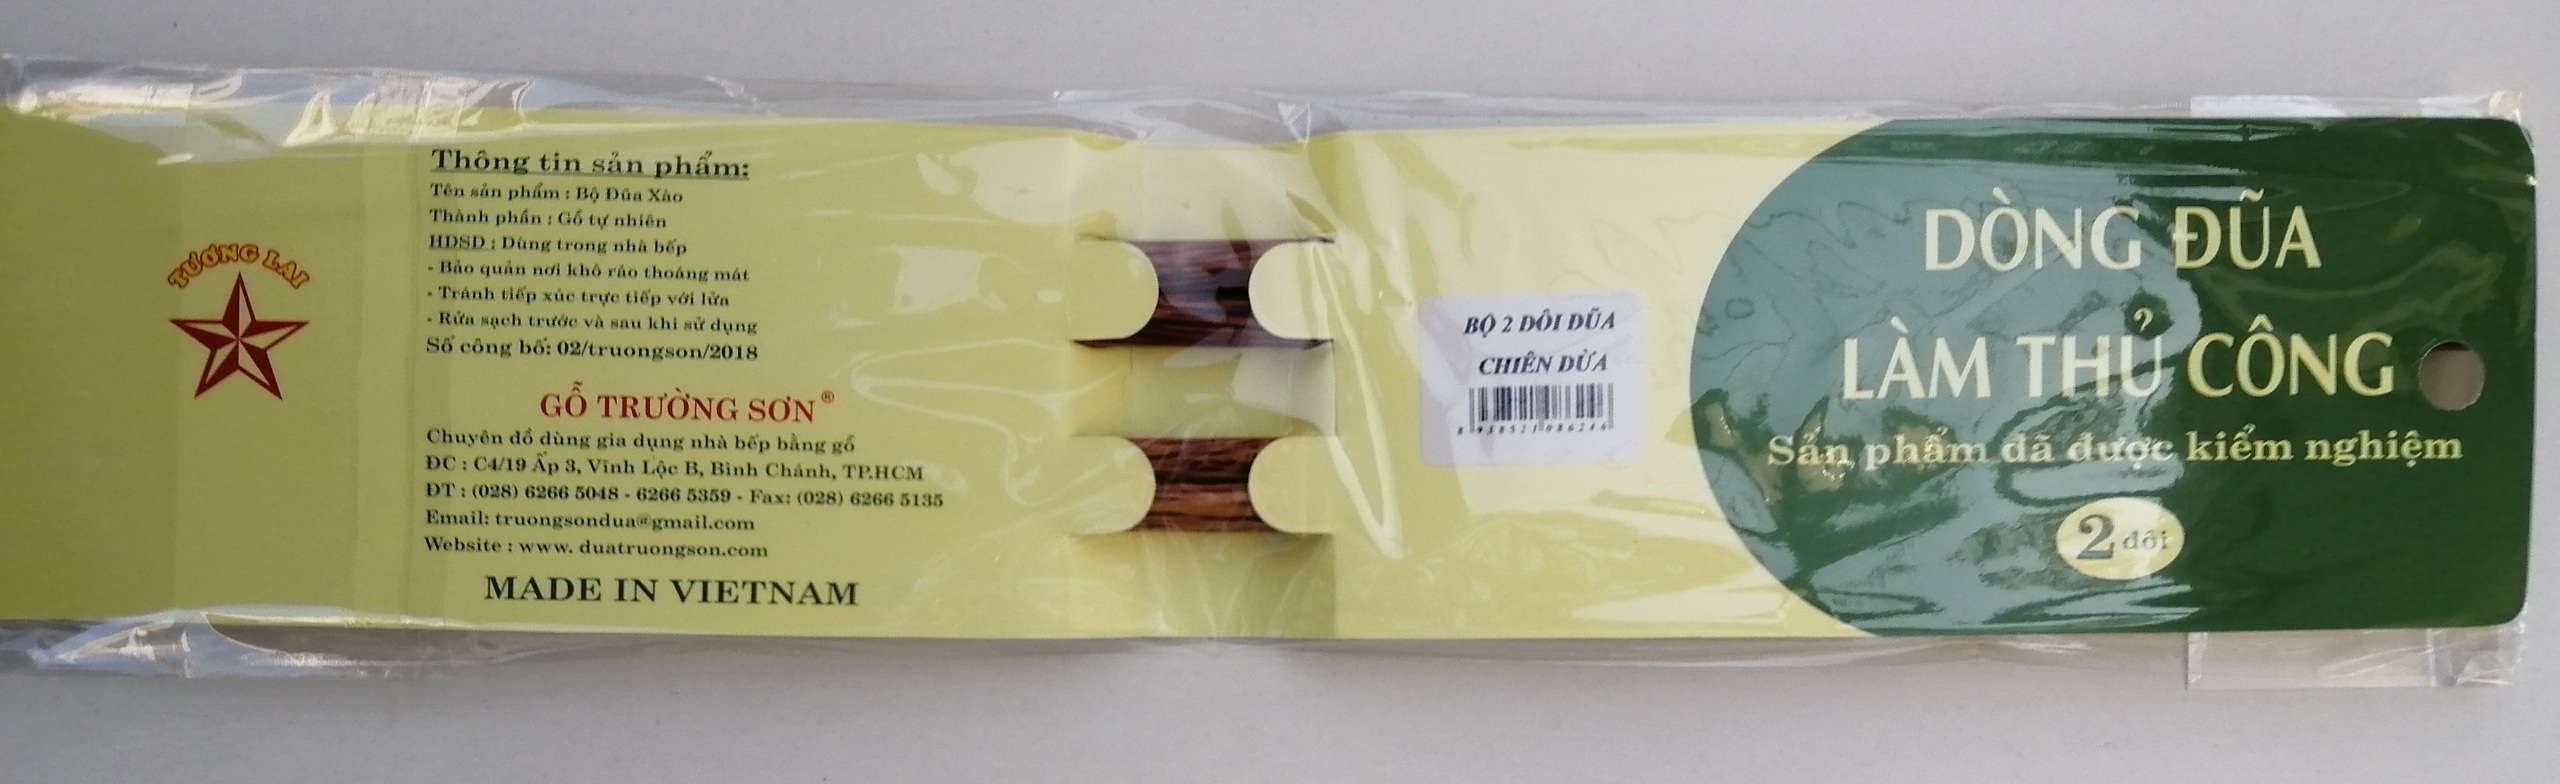 TƯƠNG LAI
Thông tin sản phẩm:
Tên sản phẩm : Bộ Đũa Xào
Thành phần : Gỗ tự nhiên
HDSD : Dùng trong nhà bếp
- Bảo quản nơi khô ráo thoáng mát
- Tránh tiếp xúc trực tiếp với lửa
- Rửa sạch trước và sau khi sử dụng
Số công bố: 02/truongson/2018
GỖ TRƯỜNG SƠN®
Chuyên đồ dùng gia dụng nhà bếp bằng gỗ
ĐC : C4/19 Ấp 3, Vĩnh Lộc B, Bình Chánh, TP.HCM
ĐT : (028) 6266 5048 - 6266 5359 - Fax: (028) 6266 5135
Email: truongsondua@gmail.com
Website : www. duatruongson.com
MADE IN VIETNAM
BỘ 2 ĐÔI ĐŨA
CHIÊN DỪA
8 938521 086246
DÒNG ĐŨA
LÀM THỦ CÔNG
Sản phẩm đã được kiểm nghiệm
2 đôi